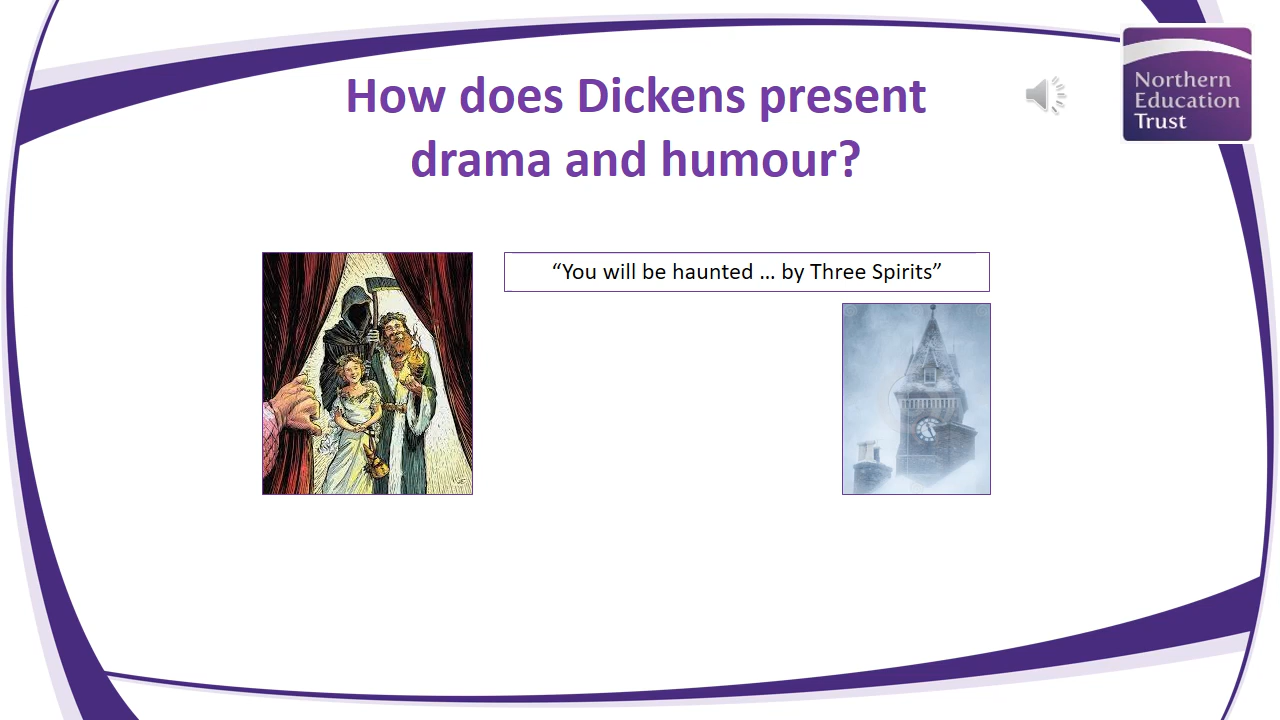 How does Dickens present
drama and humour?
Northern
Education
Trust
“You will be haunted … by Three Spirits”